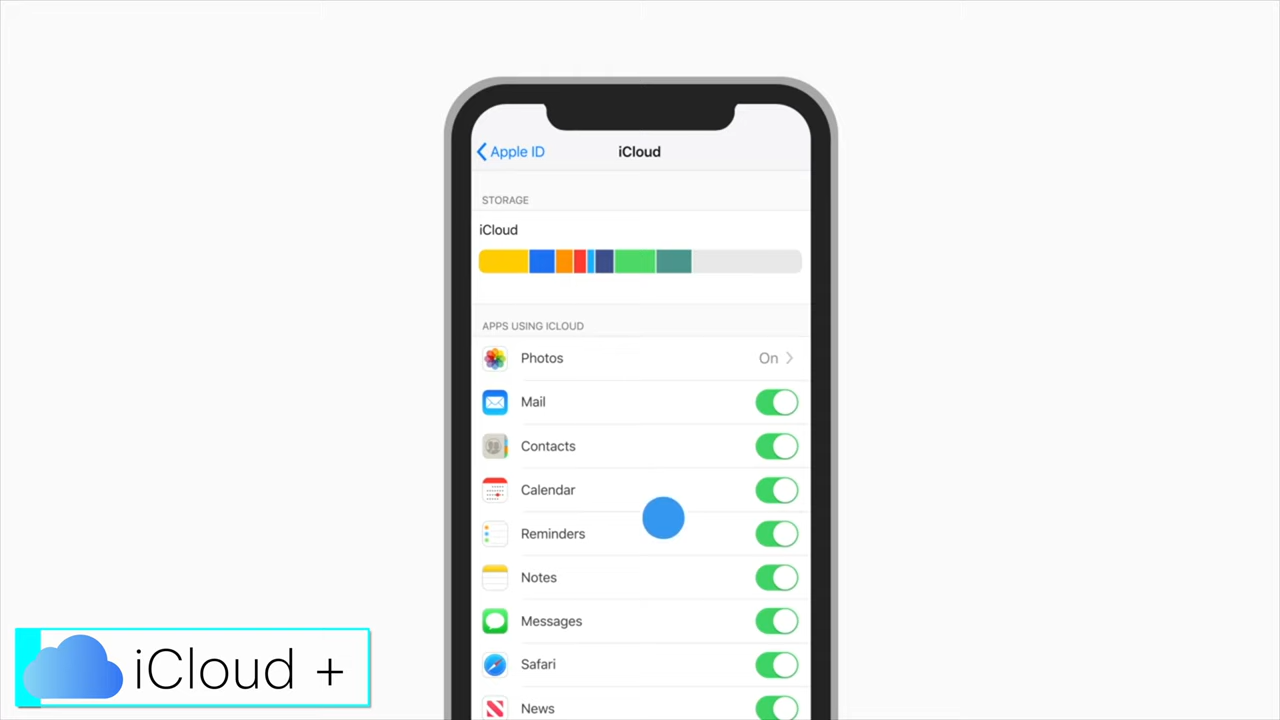 Apple ID
iCloud
STORAGE
iCloud
APPS USING ICLOUD
Photos On
Mail
Contacts
Calendar
Reminders
Notes
Messages
Safari
News
iCloud +